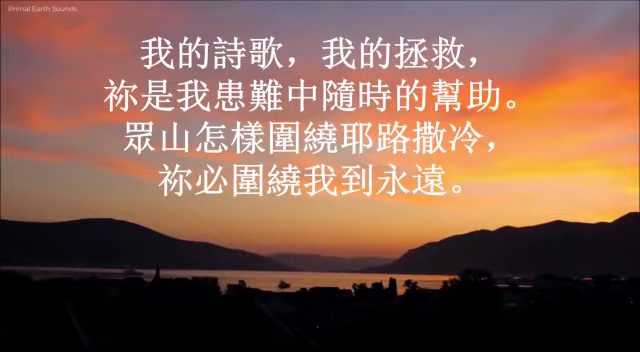 Primal Earth Sounds
我的詩歌，我的拯救，
祢是我患難中隨時的幫助。
眾山怎樣圍繞耶路撒冷，
祢必圍繞我到永遠。